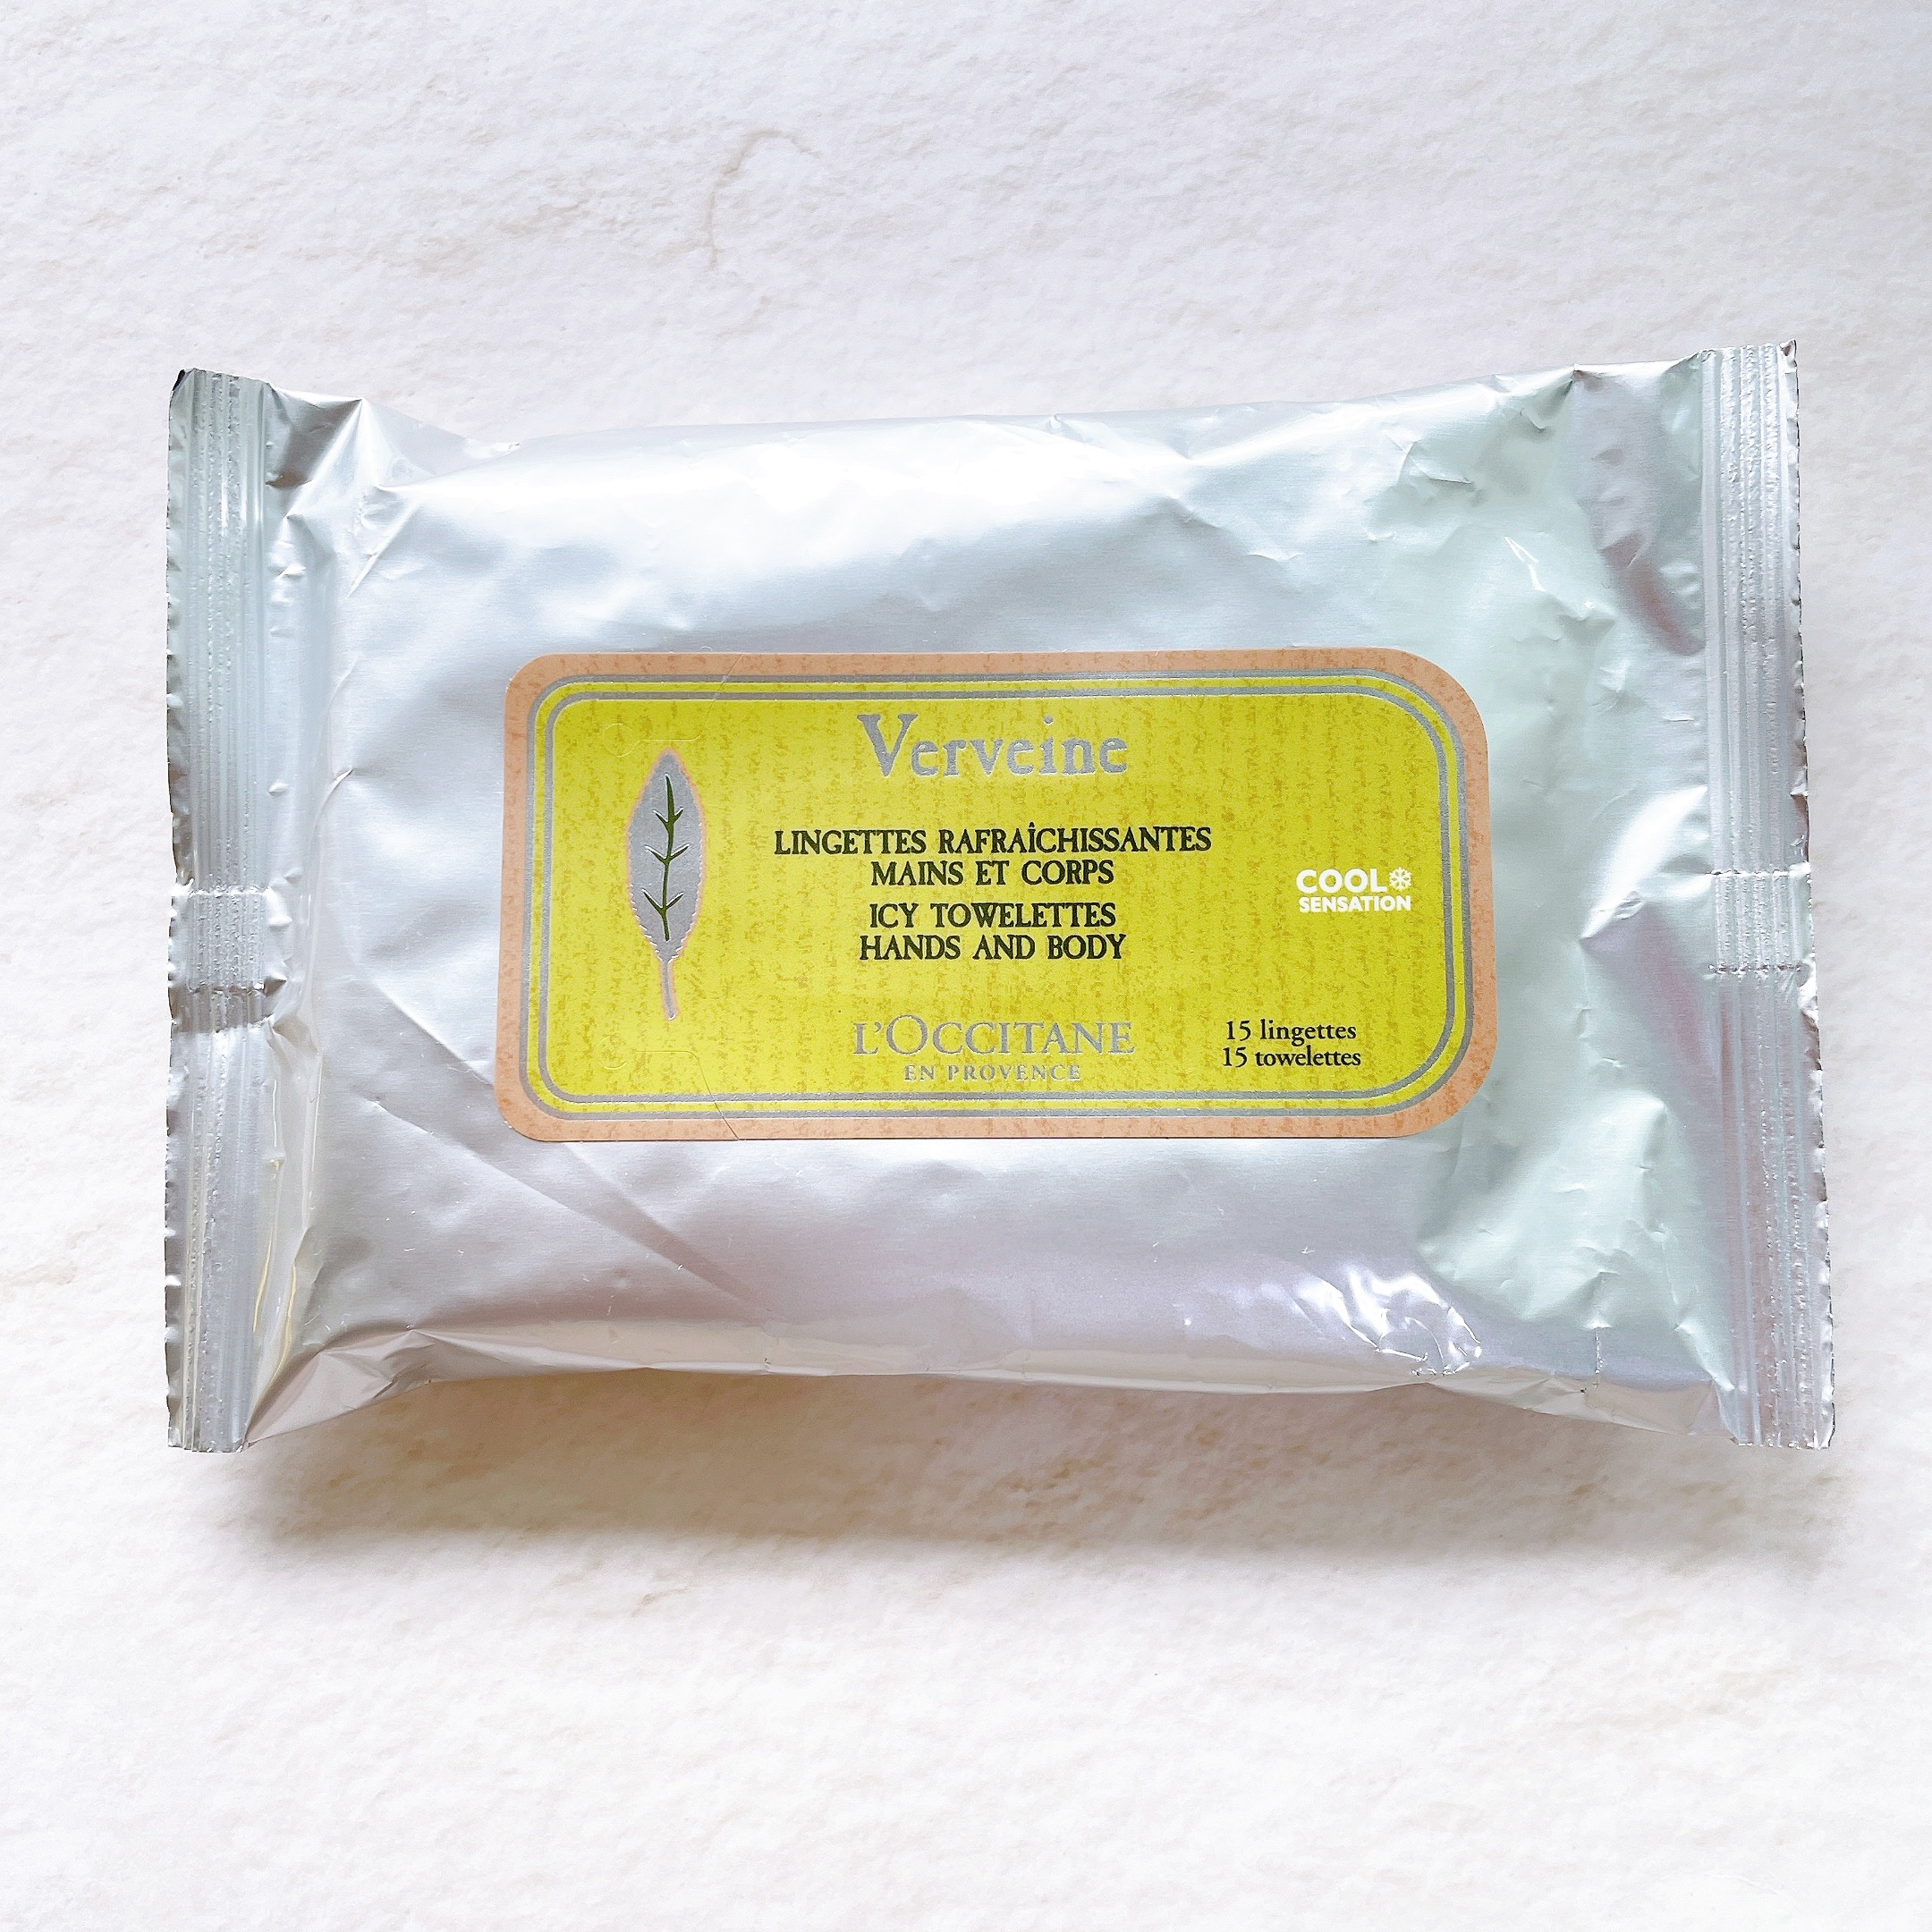 Verveine
LINGETTES RAFRAÎCHISSANTES
MAINS ET CORPS
ICY TOWELETTES
HANDS AND BODY
COOL
SENSATION
L'OCCITANE
EN PROVENCE
15 lingettes
15 towelettes